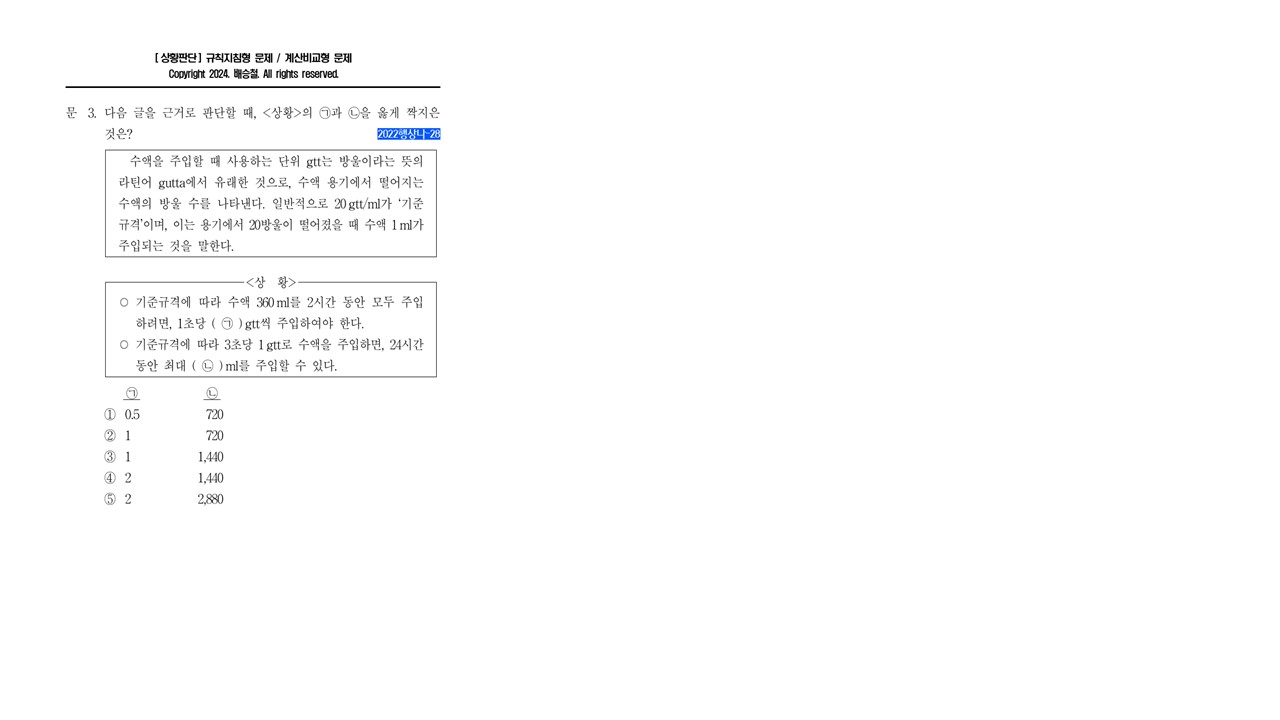 [상황판단] 규칙지침형 문제 / 계산비교형 문제
Copyright 2024. 배승철. All rights reserved.
문 3. 다음 글을 근거로 판단할 때, <상황>의 ㉠과 ㉡을 옳게 짝지은
것은? 2022행상나-28
수액을 주입할 때 사용하는 단위 gtt는 방울이라는 뜻의
라틴어 gutta에서 유래한 것으로, 수액 용기에서 떨어지는
수액의 방울 수를 나타낸다. 일반적으로 20 gtt/ml가 ‘기준
규격’이며, 이는 용기에서 20방울이 떨어졌을 때 수액 1 ml가
주입되는 것을 말한다.
<상 황>
○ 기준규격에 따라 수액 360 ml를 2시간 동안 모두 주입
하려면, 1초당 ( ㉠ ) gtt씩 주입하여야 한다.
○ 기준규격에 따라 3초당 1 gtt로 수액을 주입하면, 24시간
동안 최대 ( ㉡ ) ml를 주입할 수 있다.
㉠ ㉡
① 0.5 720
② 1 720
③ 1 1,440
④ 2 1,440
⑤ 2 2,880